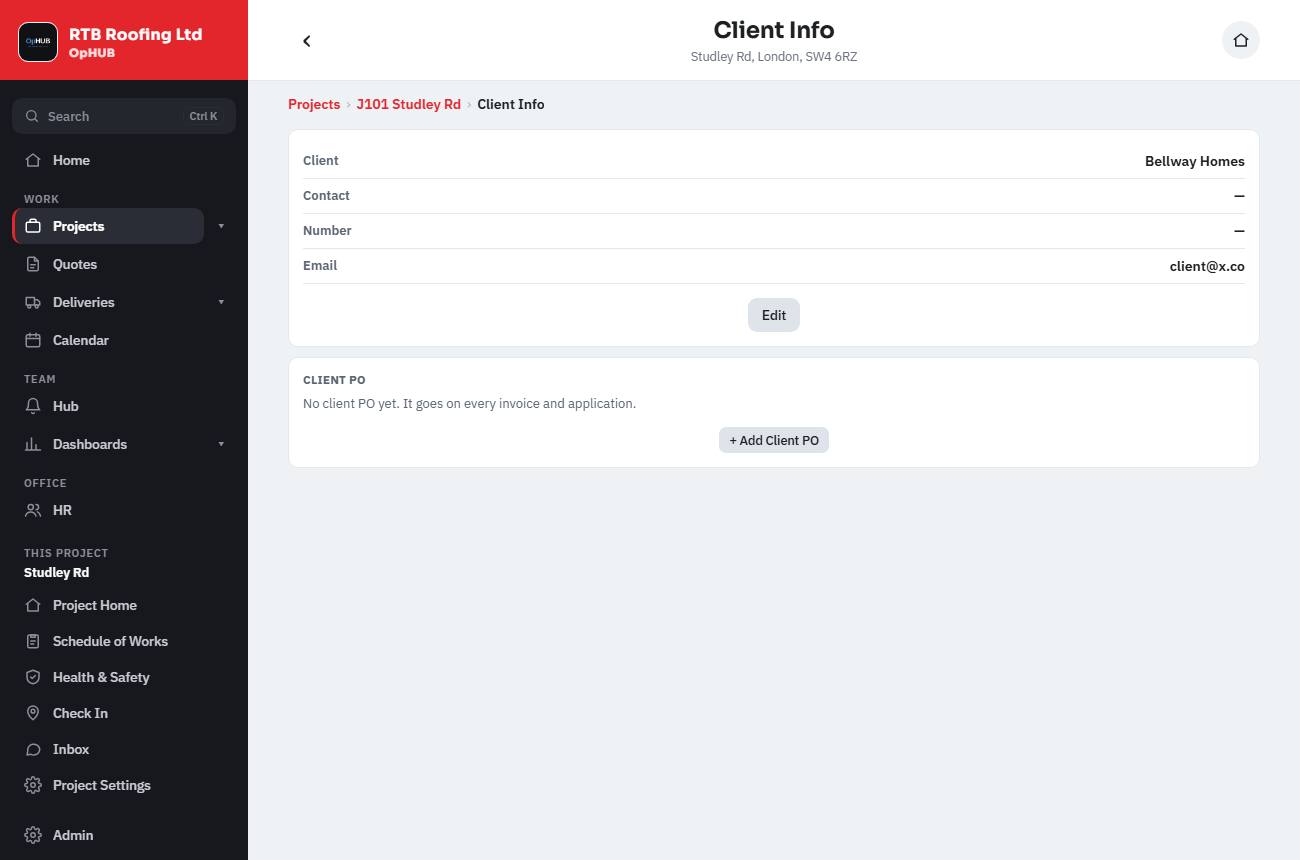 OpHUB
RTB Roofing Ltd
OpHUB
Search
Ctrl K
Home
WORK
Projects
Quotes
Deliveries
Calendar
TEAM
Hub
Dashboards
OFFICE
HR
THIS PROJECT
Studley Rd
Project Home
Schedule of Works
Health & Safety
Check In
Inbox
Project Settings
Admin
Client Info
Studley Rd, London, SW4 6RZ
Projects › J101 Studley Rd › Client Info
Client Bellway Homes
Contact –
Number –
Email client@x.co
Edit
CLIENT PO
No client PO yet. It goes on every invoice and application.
+ Add Client PO